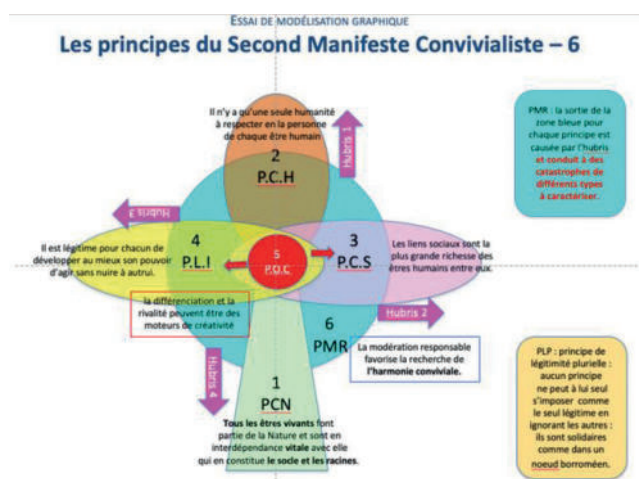 ESSAI DE MODÉLISATION GRAPHIQUE
Les principes du Second Manifeste Convivialiste – 6
Il n'y a qu'une seule humanité
à respecter en la personne
de chaque être humain
2
P.C.H
Hubris 1
PMR : la sortie de la
zone bleue pour
chaque principe est
causée par l'hubris
et conduit à des
catastrophes de
différents types
à caractériser.
Hubris 3
Il est légitime pour chacun de
développer au mieux son pouvoir
d'agir sans nuire à autrui.
4
P.L.I
5
P.O.C
3
P.C.S
Les liens sociaux sont la
plus grande richesse des
êtres humains entre eux.
la différenciation et la
rivalité peuvent être des
moteurs de créativité
Hubris 2
6
PMR
La modération responsable
favorise la recherche de
l'harmonie conviviale.
Hubris 4
1
PCN
Tous les êtres vivants font
partie de la Nature et sont en
interdépendance vitale avec elle
qui en constitue le socle et les racines.
PLP : principe de
légitimité plurielle :
aucun principe
ne peut à lui seul
s'imposer comme
le seul légitime en
ignorant les autres :
ils sont solidaires
comme dans un
noeud borroméen.